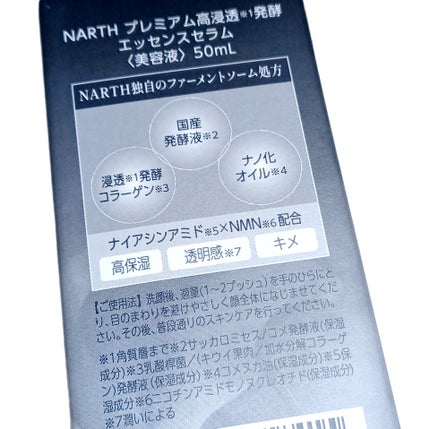 NARTH プレミアム高浸透※1発酵
エッセンスセラム
〈美容液〉50mL
NARTH独自のファーメントソーム処方
国産
発酵液※2
浸透※1発酵
コラーゲン※3
ナノ化
オイル※4
ナイアシンアミド※5×NMN※6配合
高保湿 透明感※7 キメ
【ご使用法】洗顔後、適量(1〜2プッシュ)を手のひらにと
り、目のまわりを避けやさしく顔全体になじませてくだ
さい。その後、普段通りのスキンケアを行ってください。
※1角質層まで※2サッカロミセス/コメ発酵液(保湿
成分)※3乳酸桿菌/(キウイ果肉/加水分解コラーゲ
ン)発酵液(保湿成分)※4コメヌカ油(保湿成分)※5保
湿成分※6ニコチンアミドモノヌクレオチド(保湿成分)
※7潤いによる